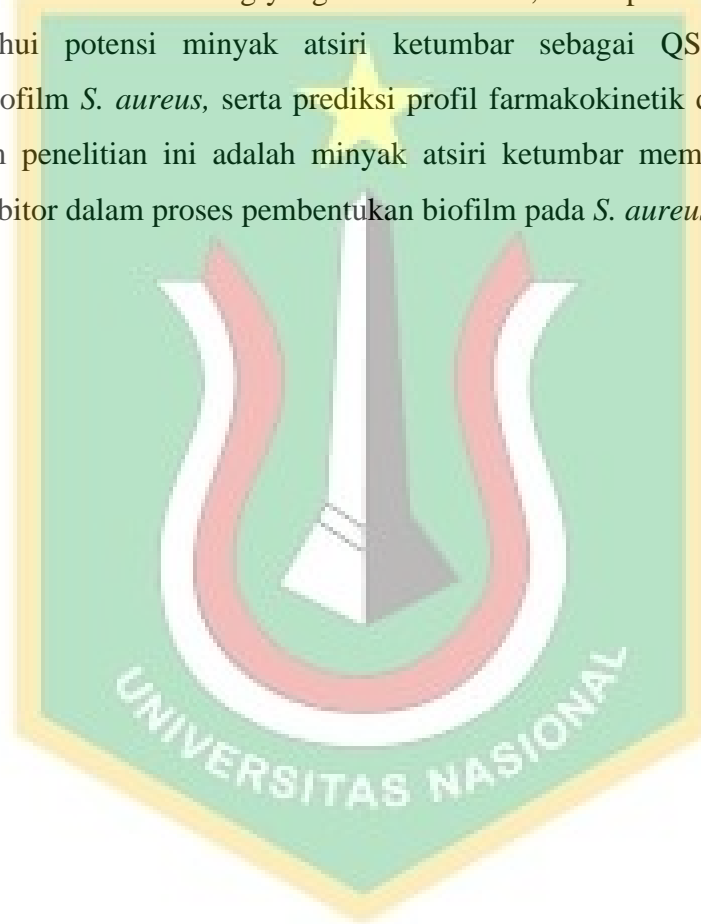 hui potensi minyak atsiri ketumbar sebagai QS
ofilm S. aureus, serta prediksi profil farmakokinetik
penelitian ini adalah minyak atsiri ketumbar mem
bitor dalam proses pembentukan biofilm pada S. aureus
UNIVERSITAS NASIONAL